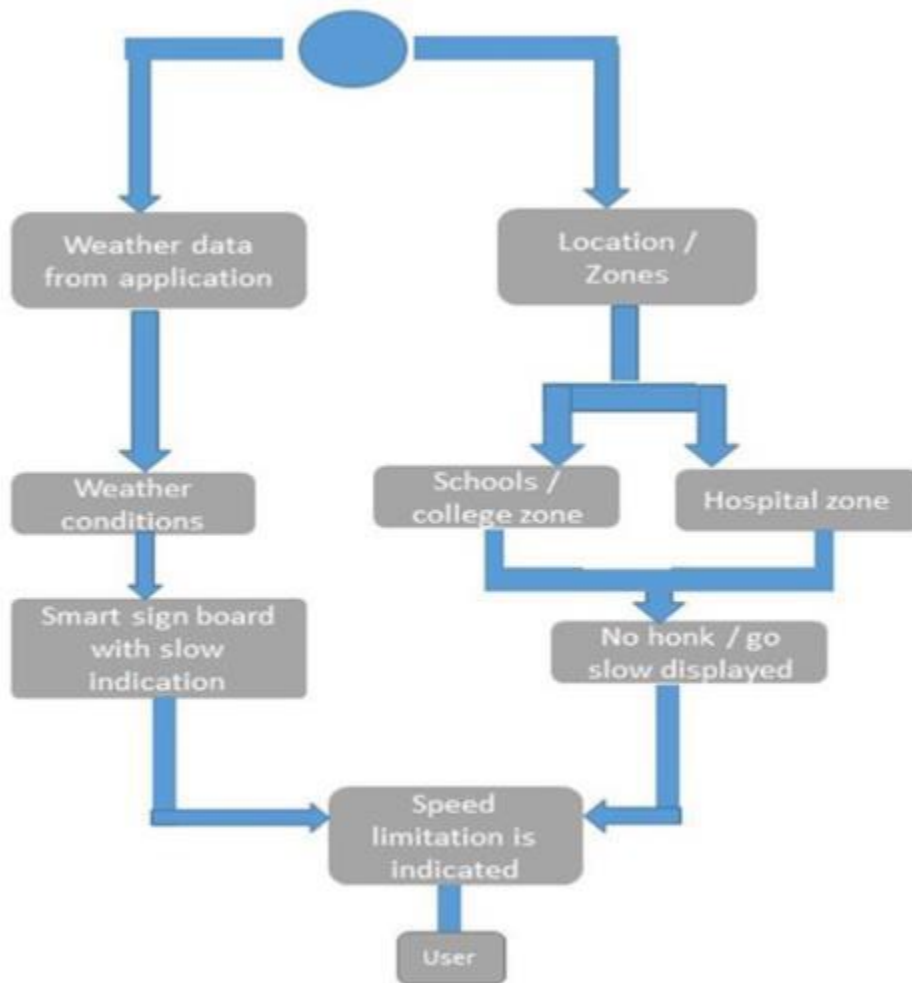 Weather data
from application
Location /
Zones
Weather
conditions
Schools /
college zone
Hospital zone
Smart sign board
with slow
indication
No honk / go
slow displayed
Speed
limitation is
indicated
User